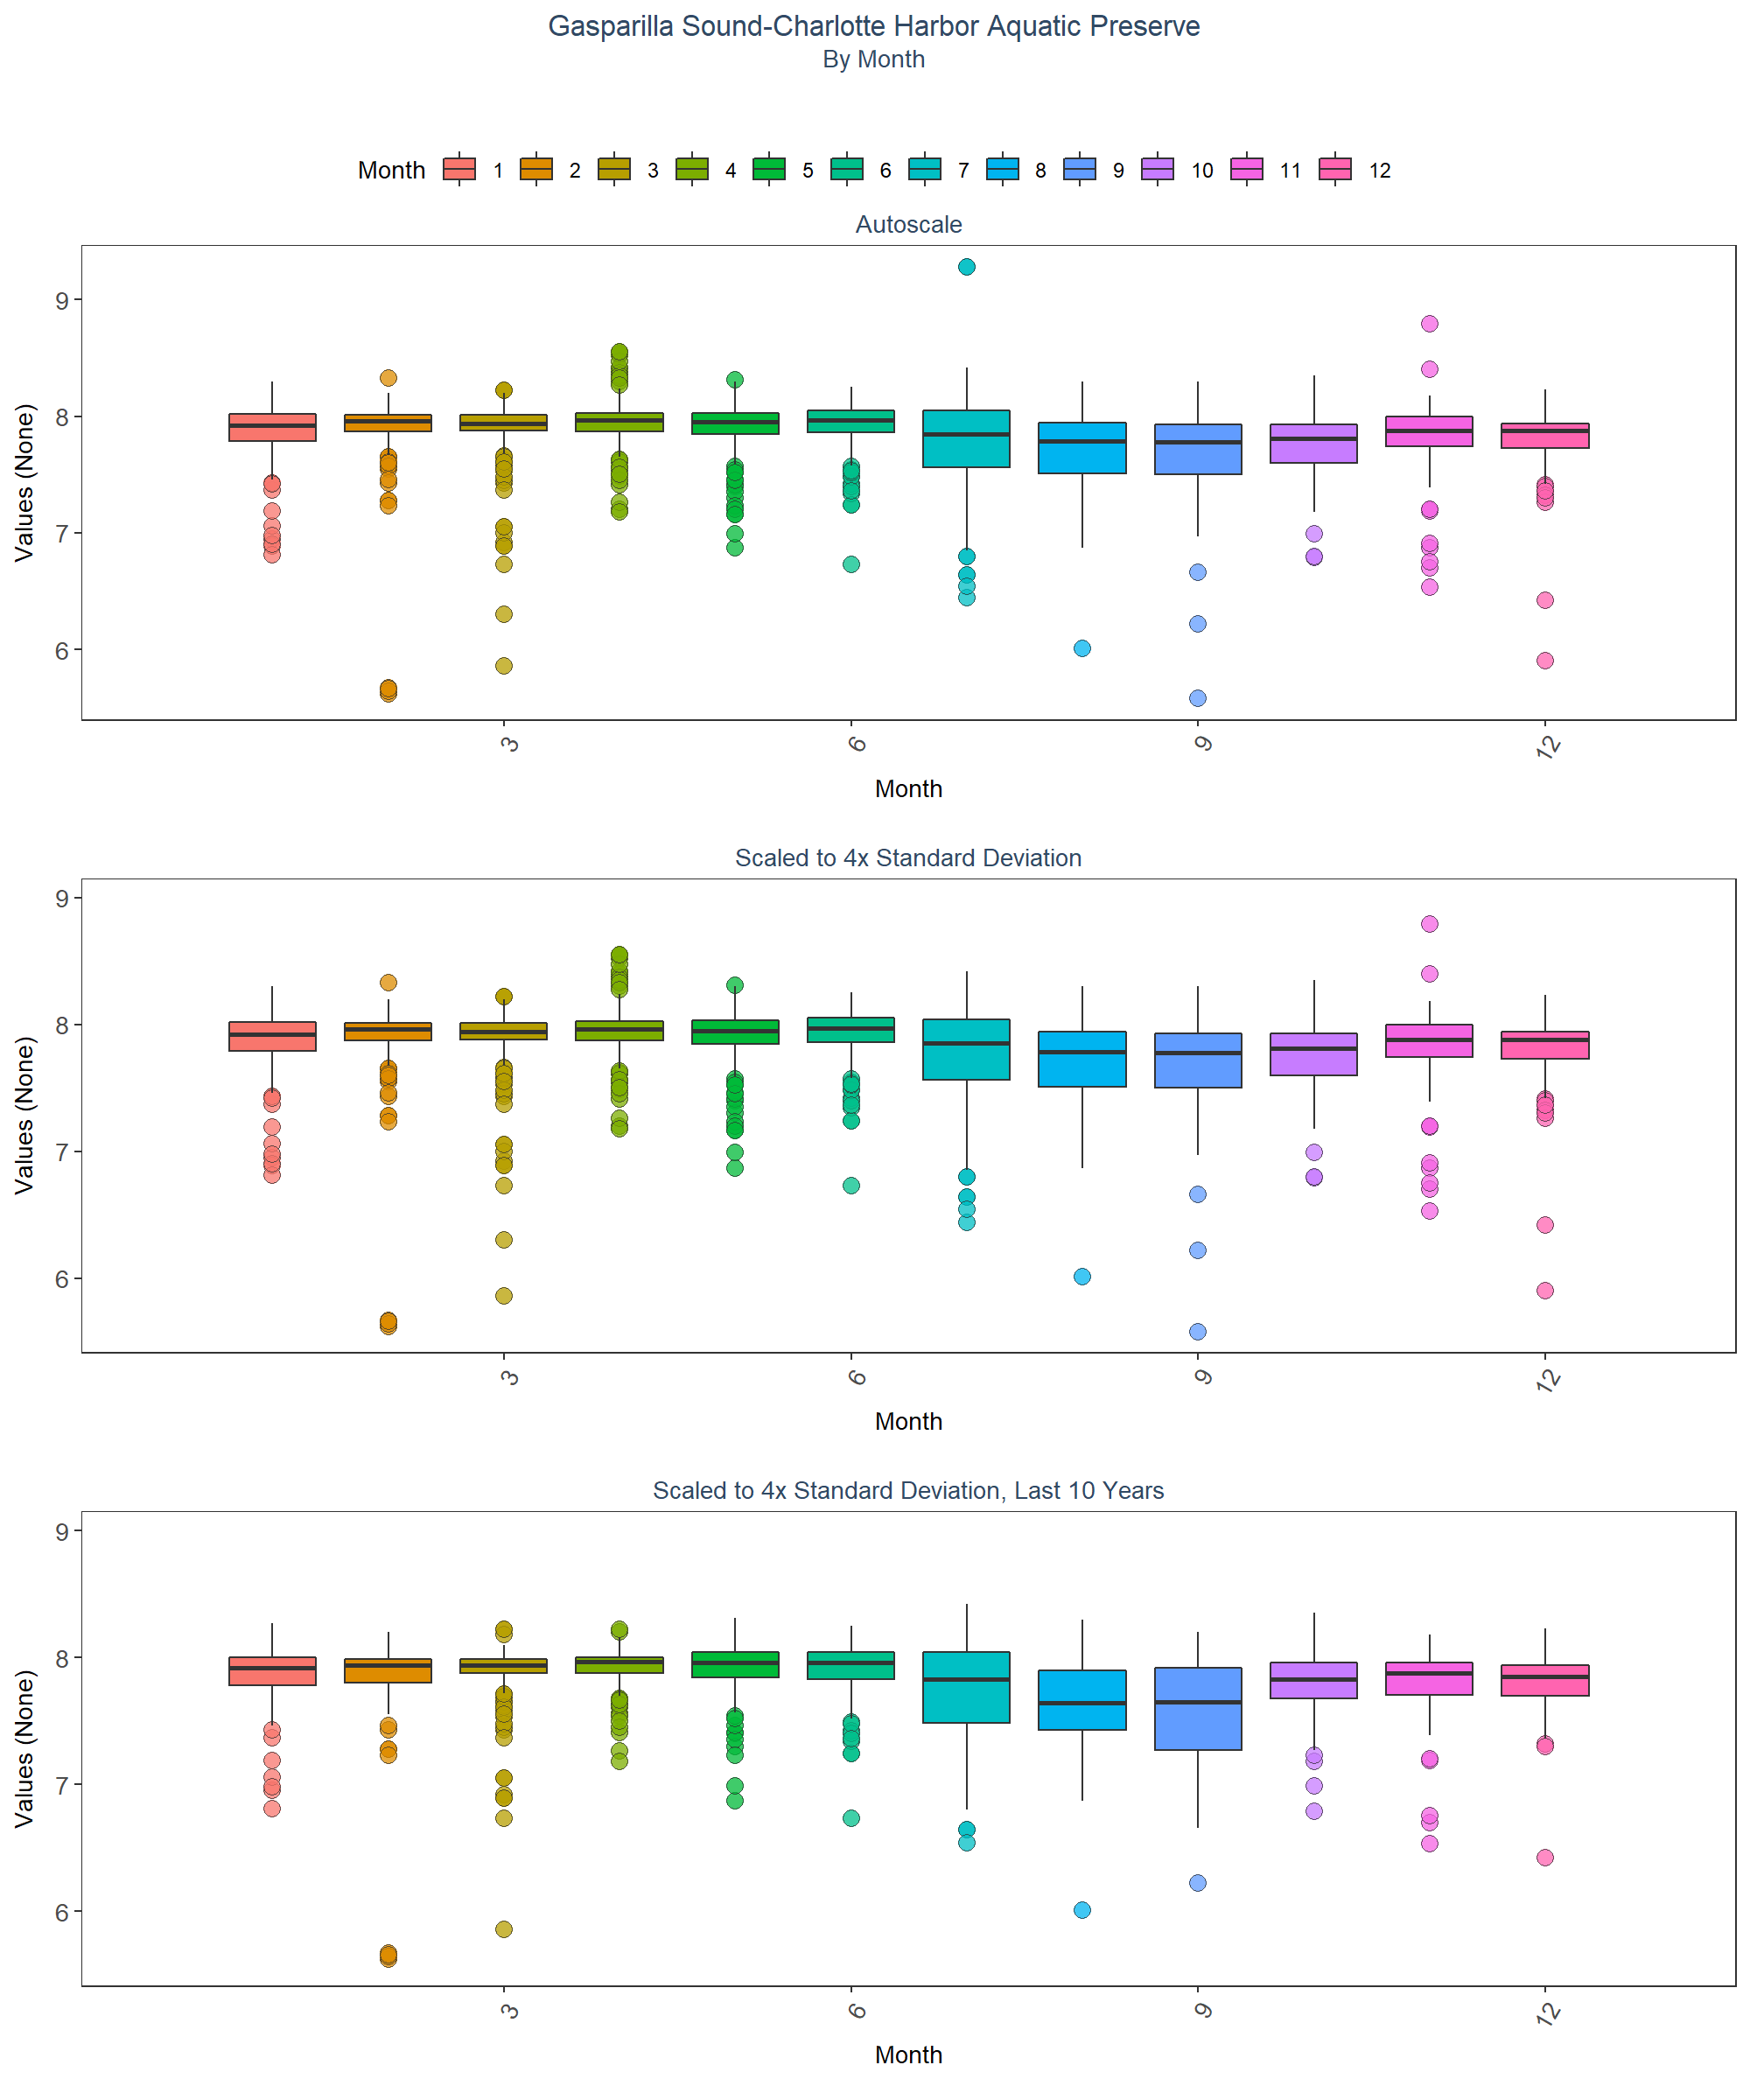 Gasparilla Sound-Charlotte Harbor Aquatic Preserve
By Month
Month 1 2 3 4 5 6 7 8 9 10 11 12
Autoscale
Values (None)
9
8
7
6
3 6 9 12
Month
Scaled to 4x Standard Deviation
Values (None)
9
8
7
6
3 6 9 12
Month
Scaled to 4x Standard Deviation, Last 10 Years
Values (None)
9
8
7
6
3 6 9 12
Month